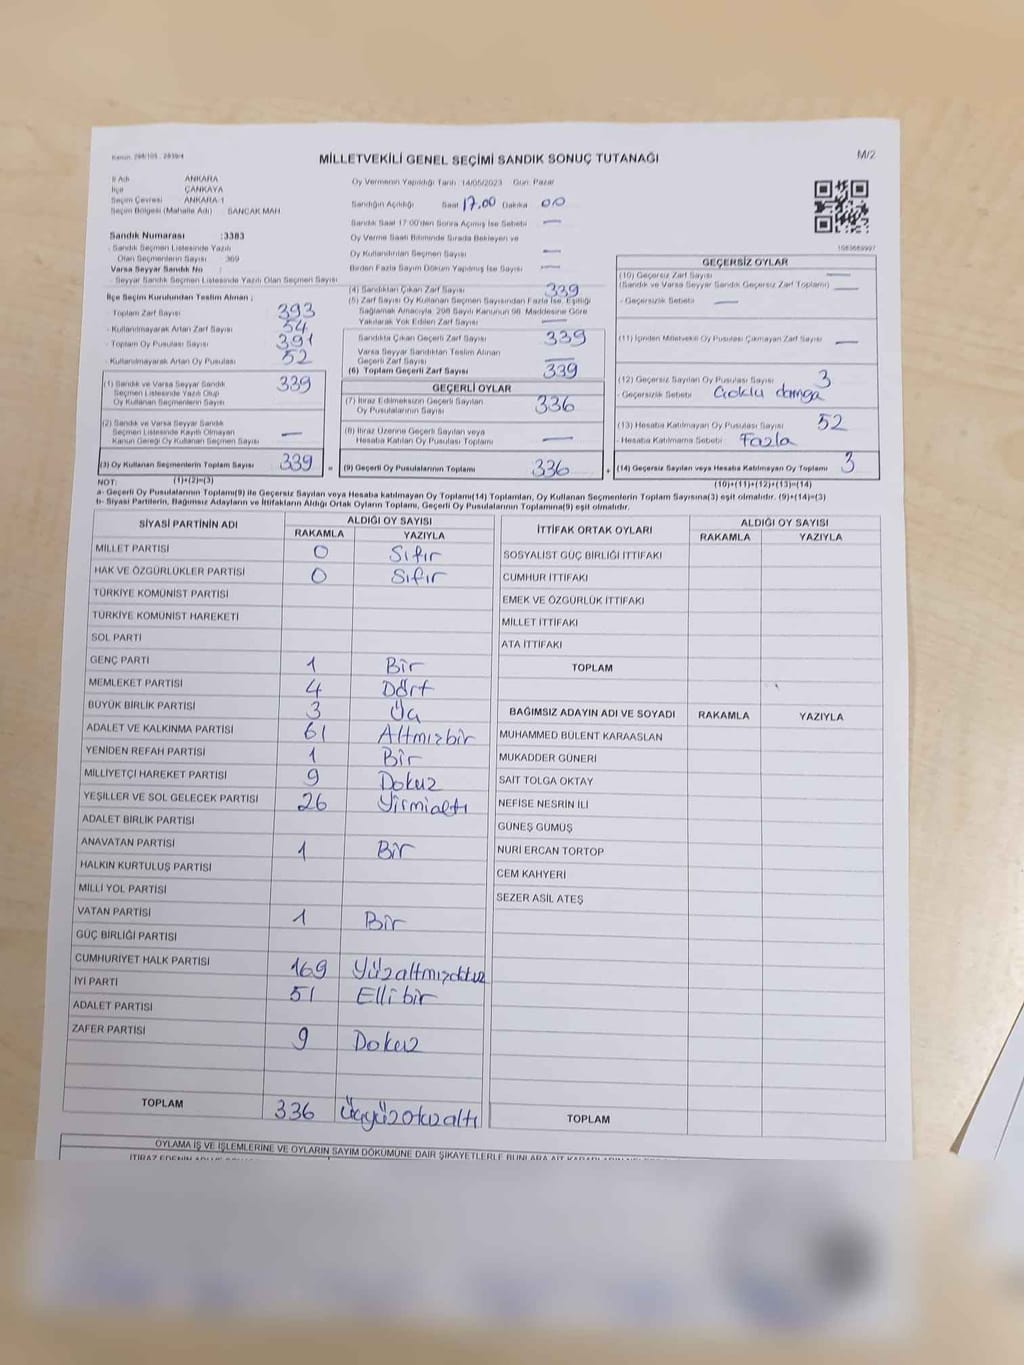 Kanun: 298/105 - 2839/4
MİLLETVEKİLİ GENEL SEÇİMİ SANDIK SONUÇ TUTANAĞI
M/2
İl Adı ANKARA
İlçe ÇANKAYA
Seçim Çevresi ANKARA-1
Seçim Bölgesi (Mahalle Adı) SANCAK MAH
Oy Vermenin Yapıldığı Tarih :14/05/2023 Gün: Pazar
Sandığın Açıldığı Saat 17.00 Dakika 00
Sandık Saat 17:00'den Sonra Açılmış İse Sebebi —
Oy Verme Saati Bitiminde Sırada Bekleyen ve
Oy Kullandırılan Seçmen Sayısı —
Birden Fazla Sayım Döküm Yapılmış İse Sayısı —
Sandık Numarası :3383
- Sandık Seçmen Listesinde Yazılı
Olan Seçmenlerin Sayısı : 369
Varsa Seyyar Sandık No :
- Seyyar Sandık Seçmen Listesinde Yazılı Olan Seçmen Sayısı
İlçe Seçim Kurulundan Teslim Alınan ;
- Toplam Zarf Sayısı 393
- Kullanılmayarak Artan Zarf Sayısı 54
- Toplam Oy Pusulası Sayısı 391
- Kullanılmayarak Artan Oy Pusulası 52
(1) Sandık ve Varsa Seyyar Sandık
Seçmen Listesinde Yazılı Olup
Oy Kullanan Seçmenlerin Sayısı 339
(2) Sandık ve Varsa Seyyar Sandık
Seçmen Listesinde Kayıtlı Olmayan
Kanun Gereği Oy Kullanan Seçmen Sayısı —
(3) Oy Kullanan Seçmenlerin Toplam Sayısı 339
(1)+(2)=(3)
(4) Sandıktan Çıkan Zarf Sayısı 339
(5) Zarf Sayısı Oy Kullanan Seçmen Sayısından Fazla İse, Eşitliği
Sağlamak Amacıyla, 298 Sayılı Kanunun 98. Maddesine Göre
Yakılarak Yok Edilen Zarf Sayısı —
Sandıkta Çıkan Geçerli Zarf Sayısı 339
Varsa Seyyar Sandıktan Teslim Alınan
Geçerli Zarf Sayısı —
(6) Toplam Geçerli Zarf Sayısı 339
GEÇERLİ OYLAR
(7) İtiraz Edilmeksizin Geçerli Sayılan
Oy Pusulalarının Sayısı 336
(8) İtiraz Üzerine Geçerli Sayılan veya
Hesaba Katılan Oy Pusulası Toplamı —
= (9) Geçerli Oy Pusulalarının Toplamı 336
1083689997
GEÇERSİZ OYLAR
(10) Geçersiz Zarf Sayısı —
(Sandık ve Varsa Seyyar Sandık Geçersiz Zarf Toplamı) —
- Geçersizlik Sebebi : —
(11) İçinden Milletvekili Oy Pusulası Çıkmayan Zarf Sayısı —
(12) Geçersiz Sayılan Oy Pusulası Sayısı 3
- Geçersizlik Sebebi : Çoklu damga
(13) Hesaba Katılmayan Oy Pusulası Sayısı 52
- Hesaba Katılmama Sebebi : Fazla
+ (14) Geçersiz Sayılan veya Hesaba Katılmayan Oy Toplamı 3
(10)+(11)+(12)+(13)=(14)
NOT:
a- Geçerli Oy Pusulalarının Toplamı(9) ile Geçersiz Sayılan veya Hesaba katılmayan Oy Toplamı(14) Toplamları, Oy Kullanan Seçmenlerin Toplam Sayısına(3) eşit olmalıdır. (9)+(14)=(3)
b- Siyasi Partilerin, Bağımsız Adayların ve İttifakların Aldığı Ortak Oyların Toplamı, Geçerli Oy Pusulalarının Toplamına(9) eşit olmalıdır.
SİYASİ PARTİNİN ADI ALDIĞI OY SAYISI
RAKAMLA YAZIYLA
MİLLET PARTİSİ 0 Sıfır
HAK VE ÖZGÜRLÜKLER PARTİSİ 0 Sıfır
TÜRKİYE KOMÜNİST PARTİSİ
TÜRKİYE KOMÜNİST HAREKETİ
SOL PARTİ
GENÇ PARTİ 1 Bir
MEMLEKET PARTİSİ 4 Dört
BÜYÜK BİRLİK PARTİSİ 3 Üç
ADALET VE KALKINMA PARTİSİ 61 Altmışbir
YENİDEN REFAH PARTİSİ 1 Bir
MİLLİYETÇİ HAREKET PARTİSİ 9 Dokuz
YEŞİLLER VE SOL GELECEK PARTİSİ 26 Yirmialtı
ADALET BİRLİK PARTİSİ
ANAVATAN PARTİSİ 1 Bir
HALKIN KURTULUŞ PARTİSİ
MİLLİ YOL PARTİSİ
VATAN PARTİSİ 1 Bir
GÜÇ BİRLİĞİ PARTİSİ
CUMHURİYET HALK PARTİSİ 169 Yüzaltmışdokuz
İYİ PARTİ 51 Ellibir
ADALET PARTİSİ
ZAFER PARTİSİ 9 Dokuz
TOPLAM 336 Üçyüzotuzaltı
İTTİFAK ORTAK OYLARI ALDIĞI OY SAYISI
RAKAMLA YAZIYLA
SOSYALİST GÜÇ BİRLİĞİ İTTİFAKI
CUMHUR İTTİFAKI
EMEK VE ÖZGÜRLÜK İTTİFAKI
MİLLET İTTİFAKI
ATA İTTİFAKI
TOPLAM
BAĞIMSIZ ADAYIN ADI VE SOYADI RAKAMLA YAZIYLA
MUHAMMED BÜLENT KARAASLAN
MUKADDER GÜNERİ
SAİT TOLGA OKTAY
NEFİSE NESRİN İLİ
GÜNEŞ GÜMÜŞ
NURİ ERCAN TORTOP
CEM KAHYERİ
SEZER ASİL ATEŞ
TOPLAM
OYLAMA İŞ VE İŞLEMLERİNE VE OYLARIN SAYIM DÖKÜMÜNE DAİR ŞİKAYETLERLE BUNLARA AİT